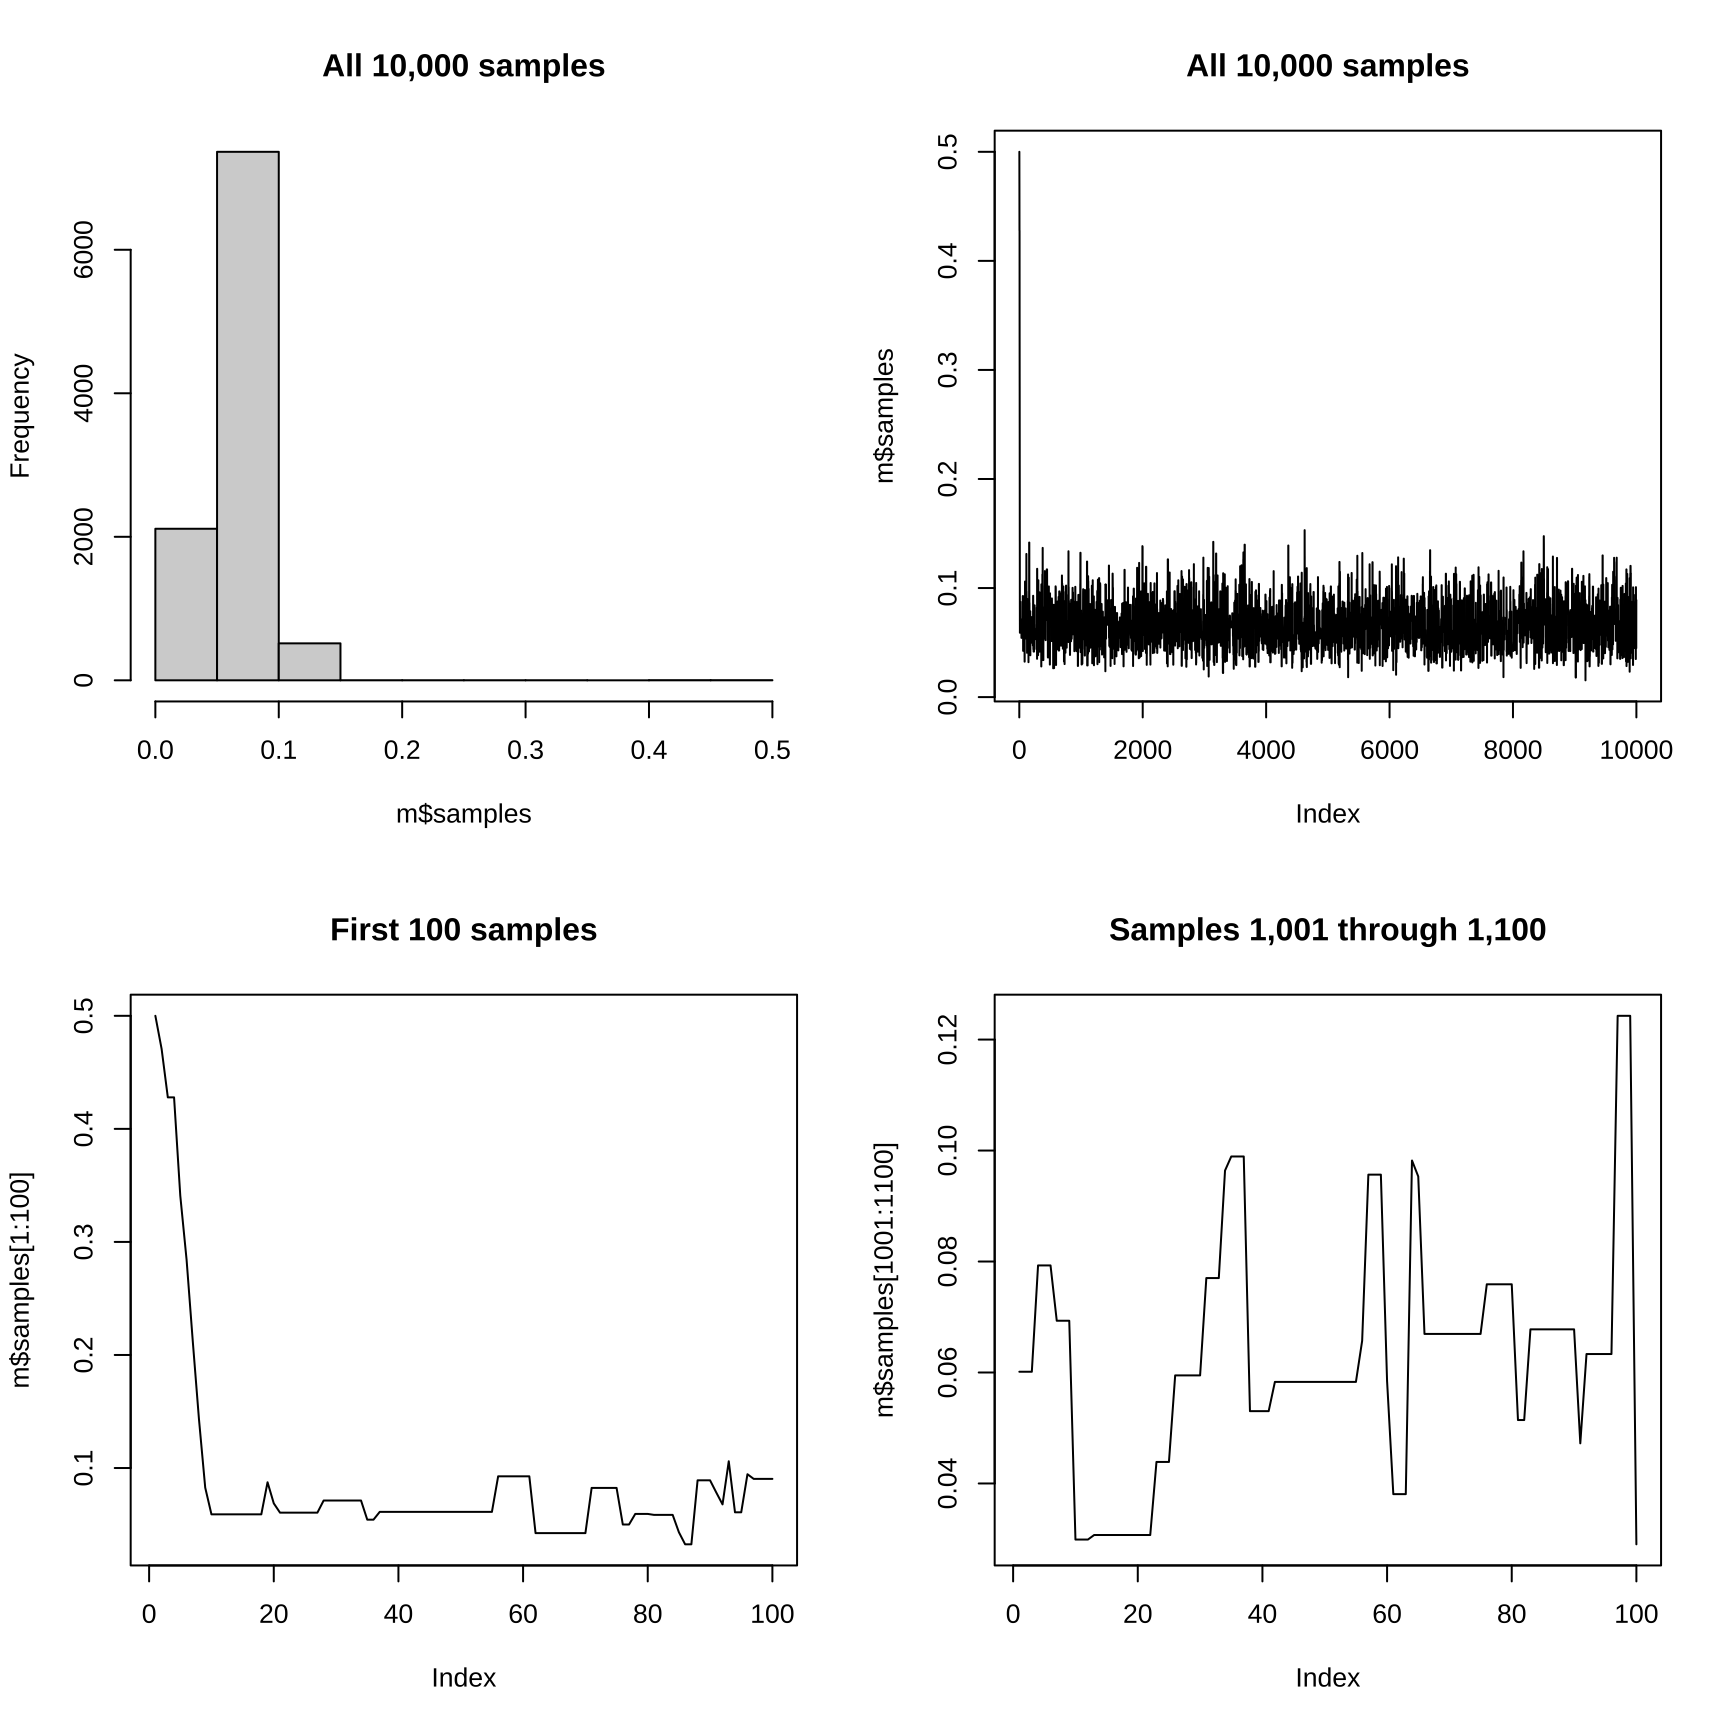 All 10,000 samples
Frequency
6000
4000
2000
0
0.0 0.1 0.2 0.3 0.4 0.5
m$samples
All 10,000 samples
m$samples
0.5
0.4
0.3
0.2
0.1
0.0
0 2000 4000 6000 8000 10000
Index
First 100 samples
m$samples[1:100]
0.5
0.4
0.3
0.2
0.1
0 20 40 60 80 100
Index
Samples 1,001 through 1,100
m$samples[1001:1100]
0.12
0.10
0.08
0.06
0.04
0 20 40 60 80 100
Index